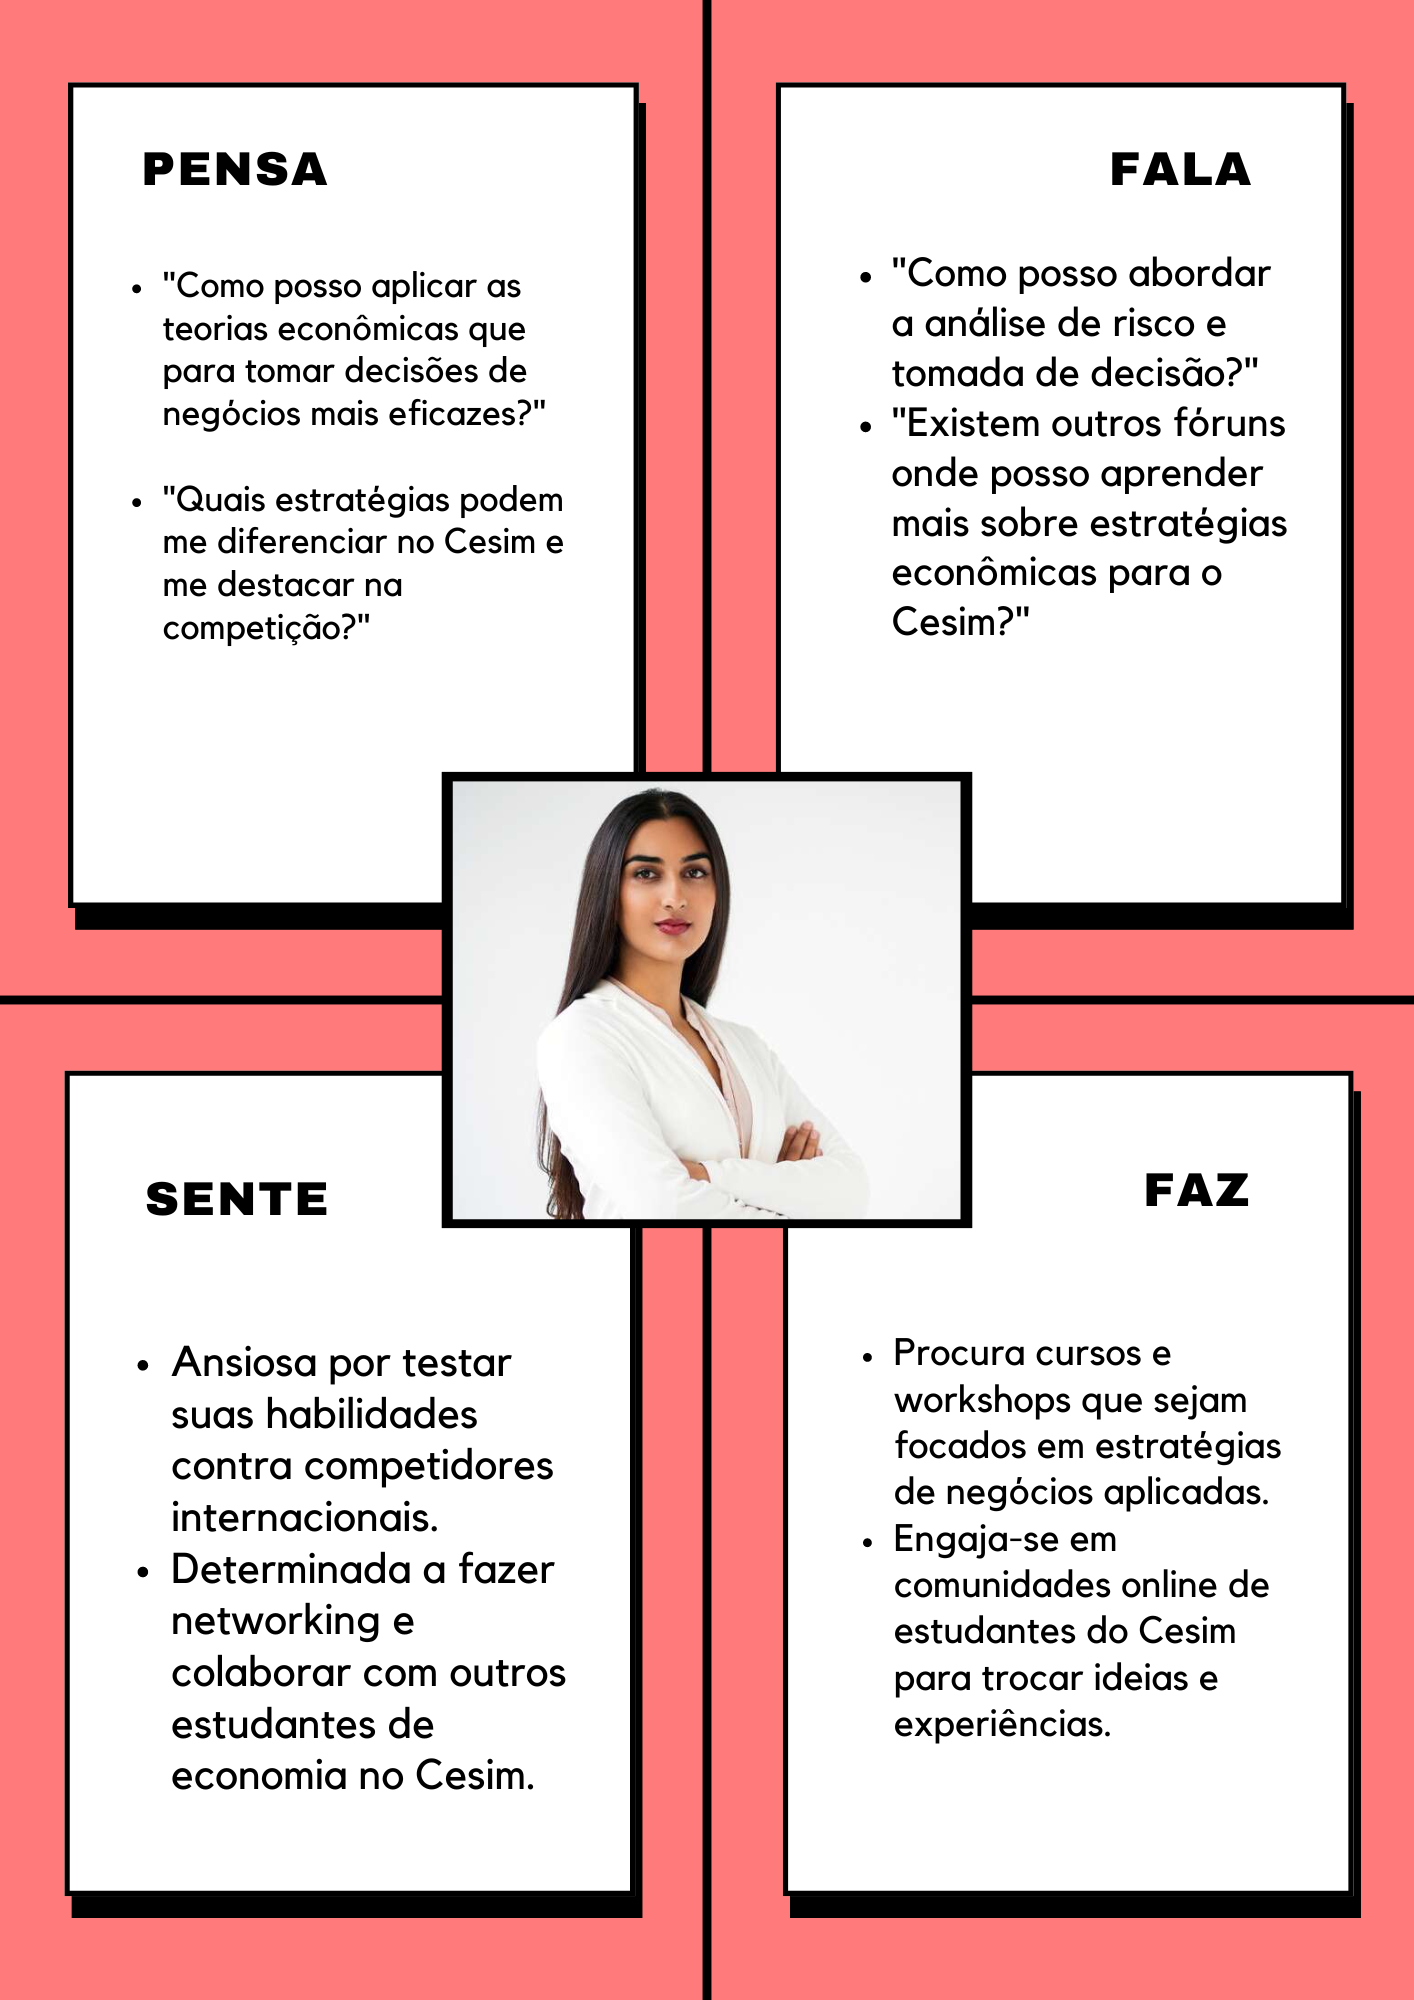 PENSA
"Como posso aplicar as
teorias econômicas que
para tomar decisões de
negócios mais eficazes?"
"Quais estratégias podem
me diferenciar no Cesim e
me destacar na
competição?"
FALA
"Como posso abordar
a análise de risco e
tomada de decisão?"
"Existem outros fóruns
onde posso aprender
mais sobre estratégias
econômicas para o
Cesim?"
SENTE
Ansiosa por testar
suas habilidades
contra competidores
internacionais.
Determinada a fazer
networking e
colaborar com outros
estudantes de
economia no Cesim.
FAZ
Procura cursos e
workshops que sejam
focados em estratégias
de negócios aplicadas.
Engaja-se em
comunidades online de
estudantes do Cesim
para trocar ideias e
experiências.